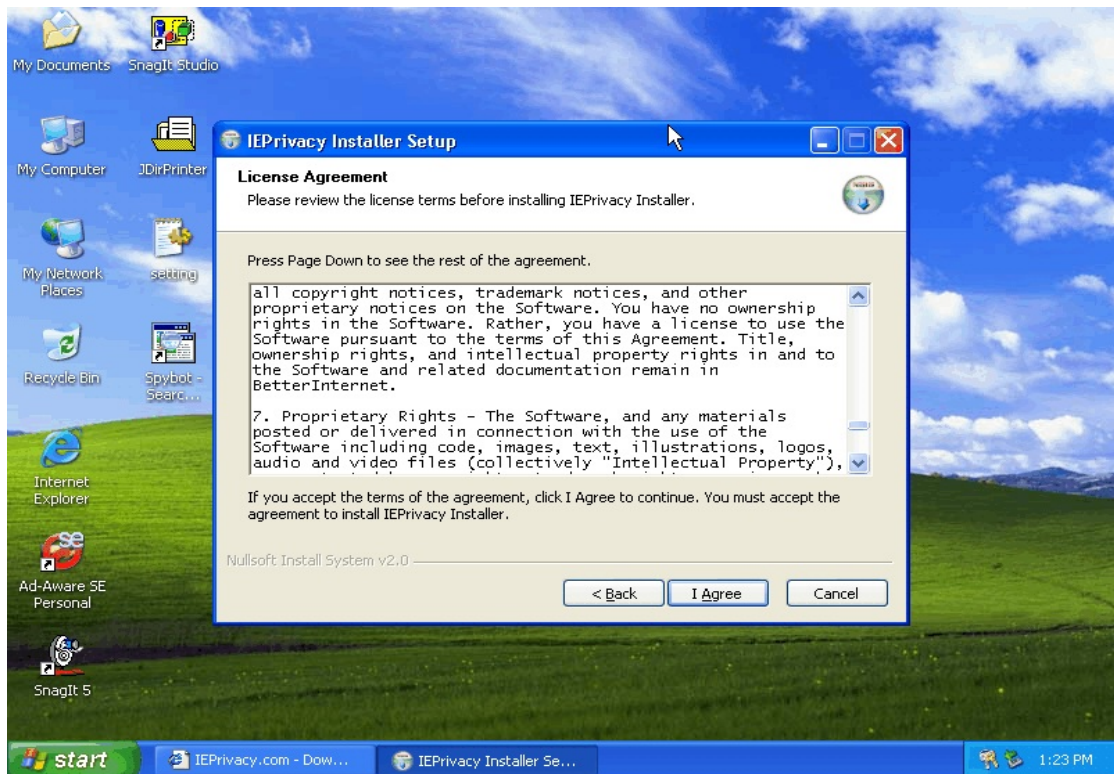 My Documents
SnagIt Studio
My Computer
JDirPrinter
My Network
Places
setting
Recycle Bin
Spybot -
Searc...
Internet
Explorer
Ad-Aware SE
Personal
SnagIt 5
IEPrivacy Installer Setup
License Agreement
Please review the license terms before installing IEPrivacy Installer.
Press Page Down to see the rest of the agreement.
all copyright notices, trademark notices, and other
proprietary notices on the Software. You have no ownership
rights in the Software. Rather, you have a license to use the
Software pursuant to the terms of this Agreement. Title,
ownership rights, and intellectual property rights in and to
the Software and related documentation remain in
BetterInternet.
7. Proprietary Rights - The Software, and any materials
posted or delivered in connection with the use of the
Software including code, images, text, illustrations, logos,
audio and video files (collectively "Intellectual Property"),
If you accept the terms of the agreement, click I Agree to continue. You must accept the
agreement to install IEPrivacy Installer.
Nullsoft Install System v2.0
< Back
I Agree
Cancel
start
IEPrivacy.com - Dow...
IEPrivacy Installer Se...
1:23 PM